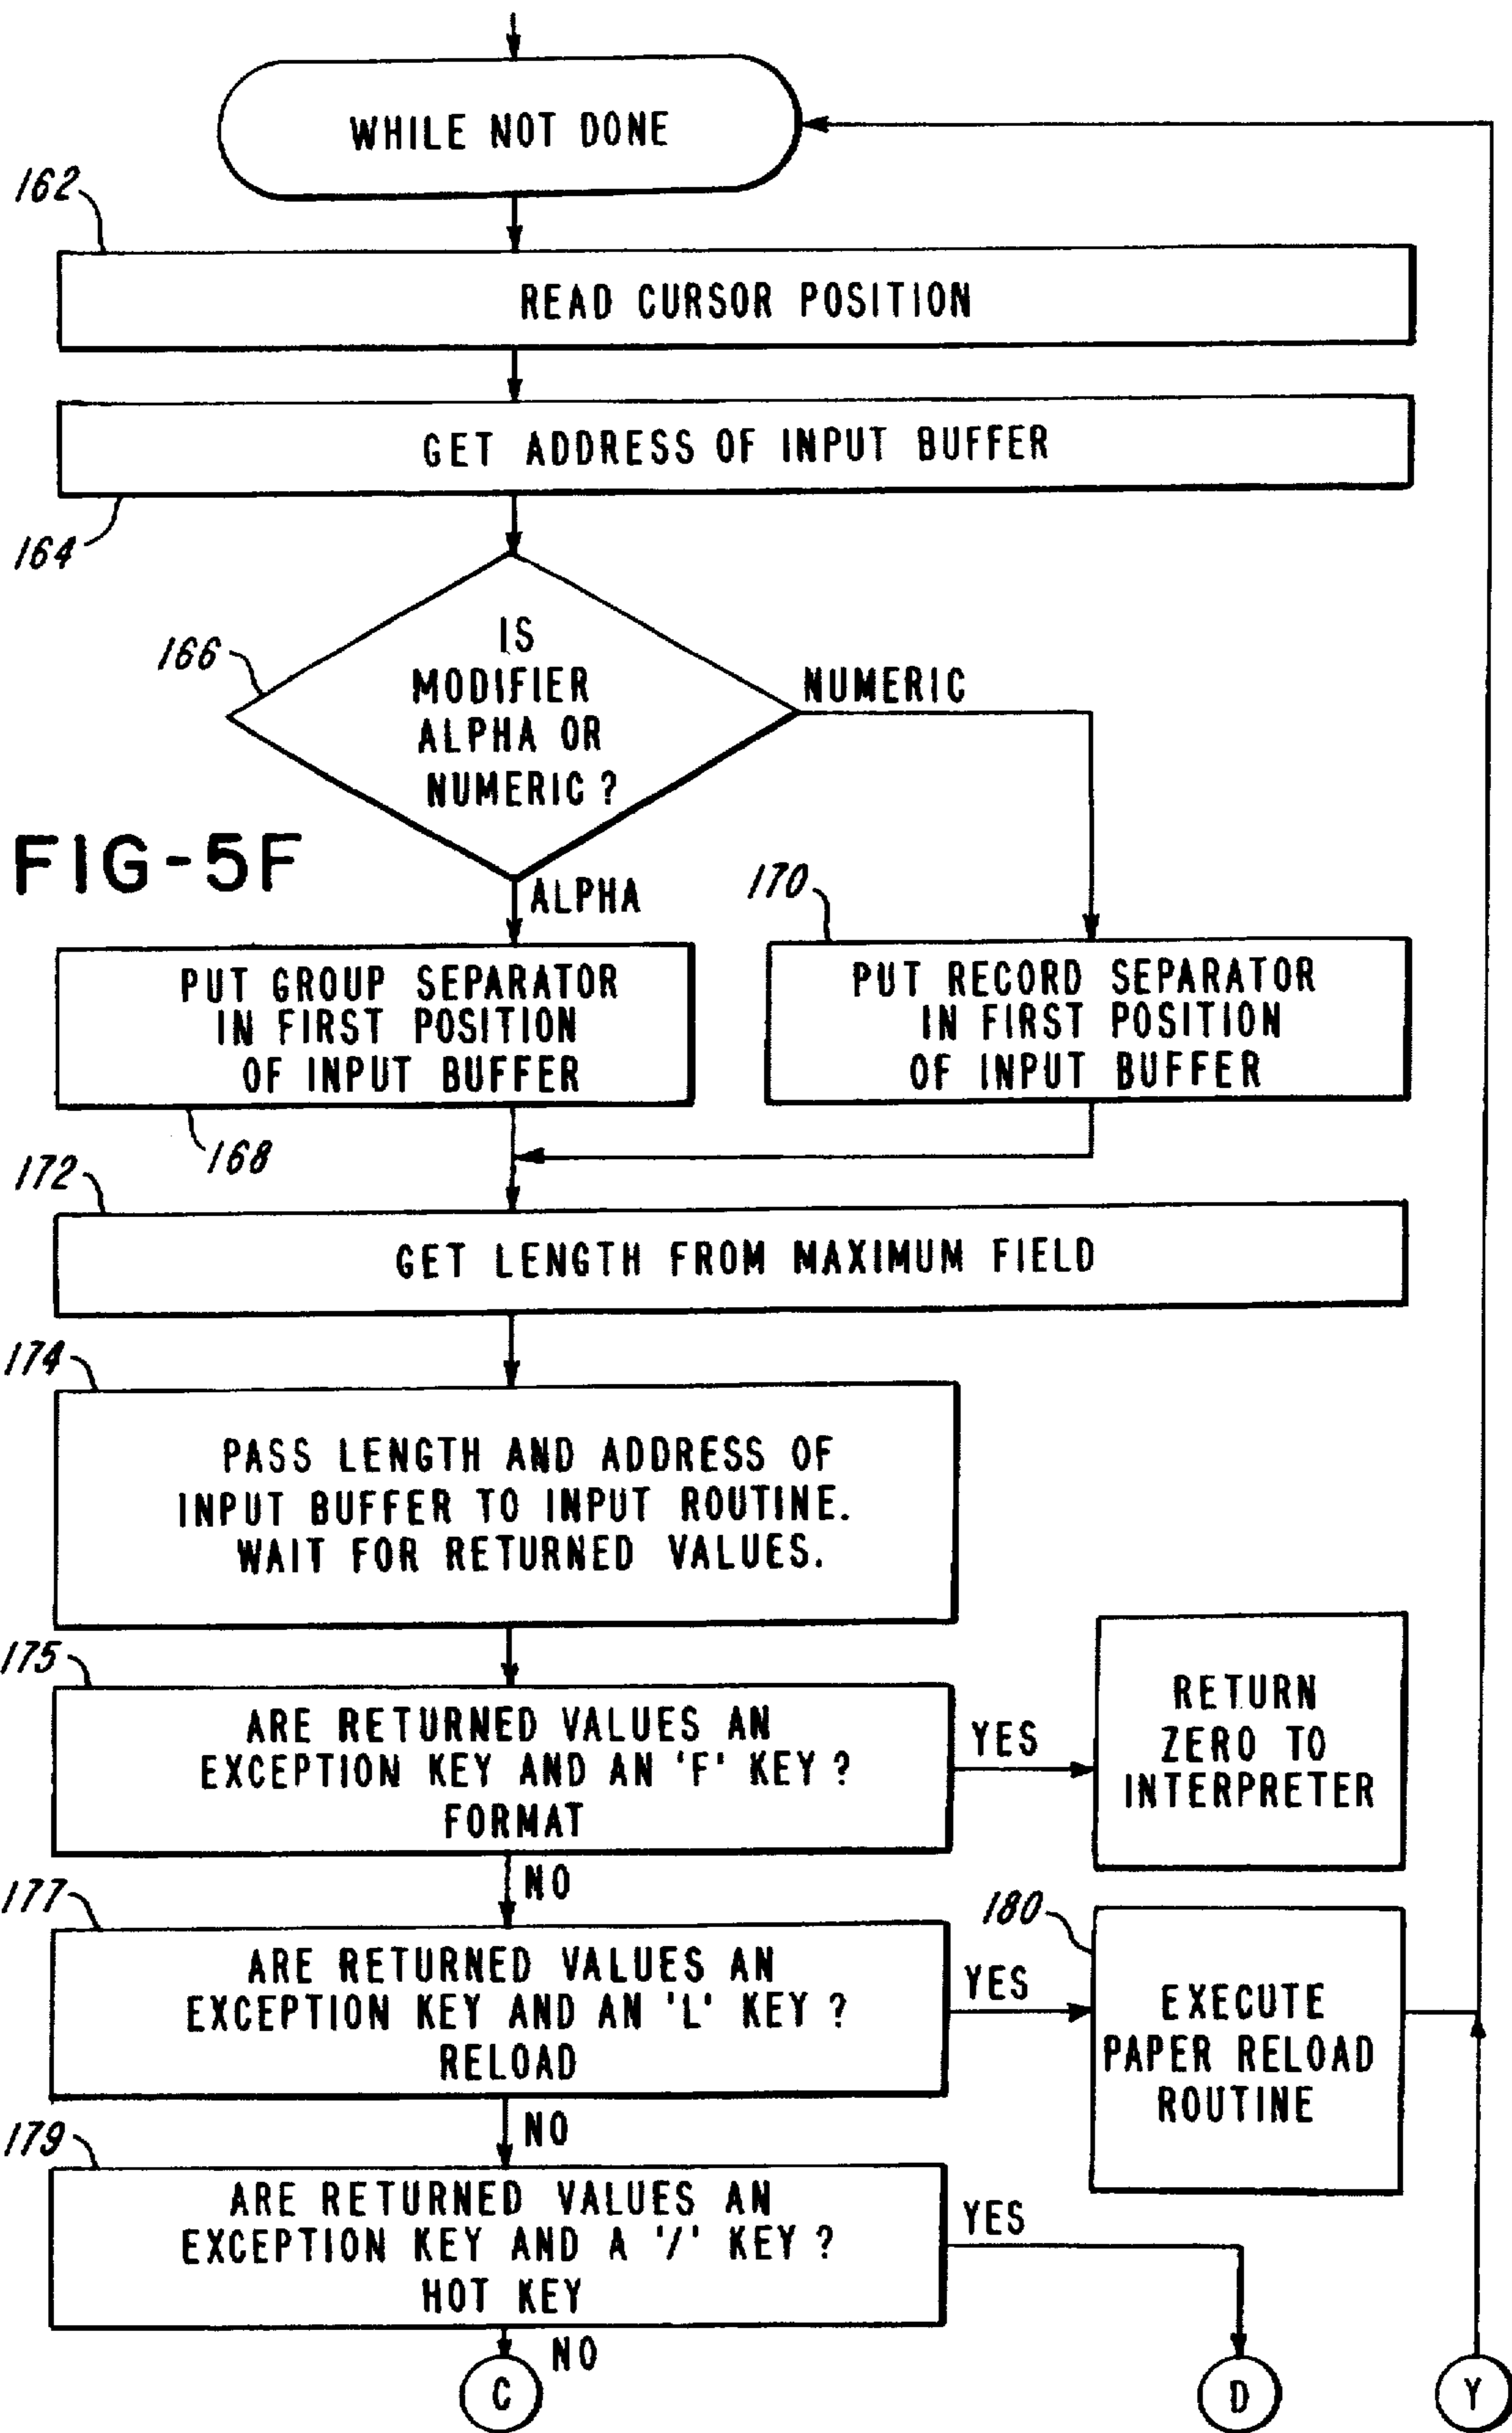 WHILE NOT DONE
162
READ CURSOR POSITION
GET ADDRESS OF INPUT BUFFER
164
166
IS
MODIFIER
ALPHA OR
NUMERIC ?
NUMERIC
FIG-5F
ALPHA
170
PUT GROUP SEPARATOR
IN FIRST POSITION
OF INPUT BUFFER
PUT RECORD SEPARATOR
IN FIRST POSITION
OF INPUT BUFFER
168
172
GET LENGTH FROM MAXIMUM FIELD
174
PASS LENGTH AND ADDRESS OF
INPUT BUFFER TO INPUT ROUTINE.
WAIT FOR RETURNED VALUES.
175
ARE RETURNED VALUES AN
EXCEPTION KEY AND AN 'F' KEY ?
FORMAT
YES
RETURN
ZERO TO
INTERPRETER
NO
177
ARE RETURNED VALUES AN
EXCEPTION KEY AND AN 'L' KEY ?
RELOAD
YES
180
EXECUTE
PAPER RELOAD
ROUTINE
NO
179
ARE RETURNED VALUES AN
EXCEPTION KEY AND A '/' KEY ?
HOT KEY
YES
NO
C
D
Y